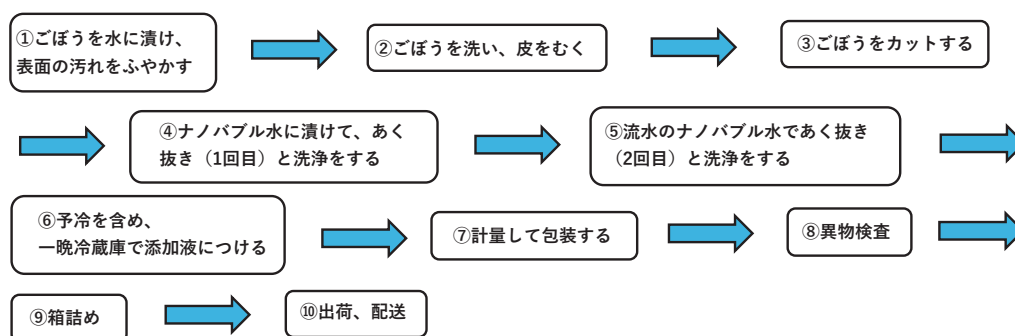 ①ごぼうを水に漬け、
表面の汚れをふやかす
②ごぼうを洗い、皮をむく
③ごぼうをカットする
④ナノバブル水に漬けて、あく
抜き（1回目）と洗浄をする
⑤流水のナノバブル水であく抜き
（2回目）と洗浄をする
⑥予冷を含め、
一晩冷蔵庫で添加液につける
⑦計量して包装する
⑧異物検査
⑨箱詰め
⑩出荷、配送